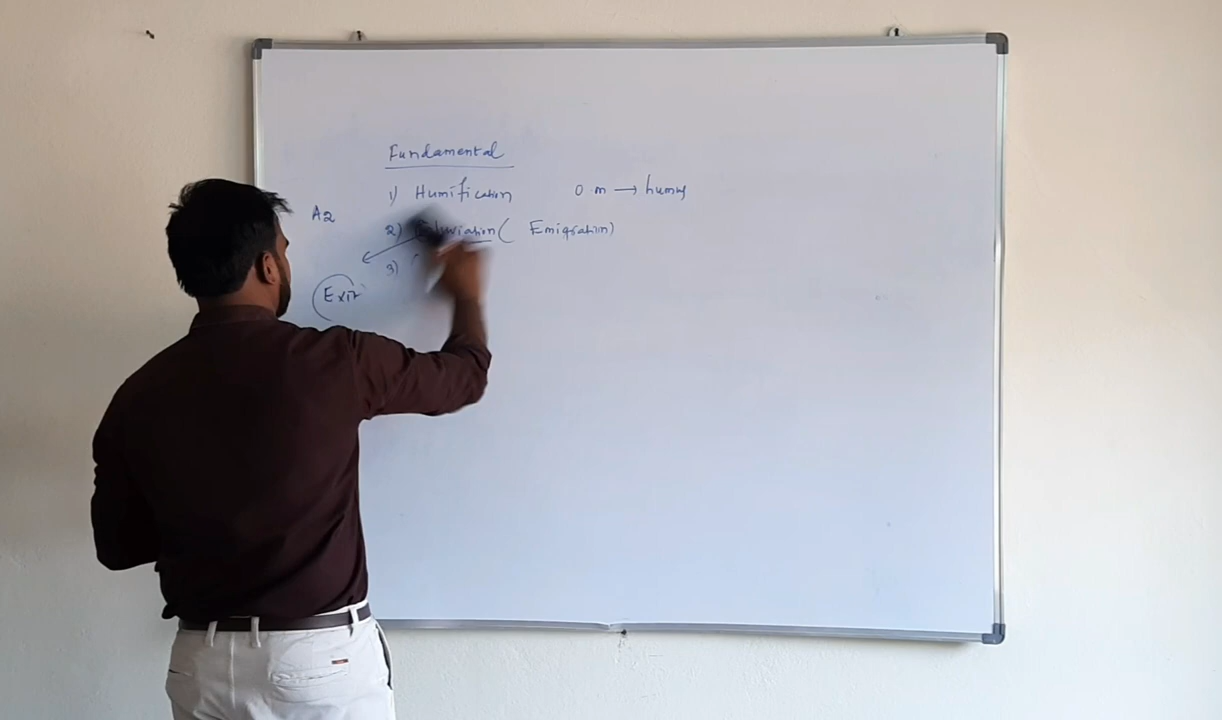 Fundamental
1) Humification O.m → humus
A2
2) Eluviation ( Emigration)
3)
Exit